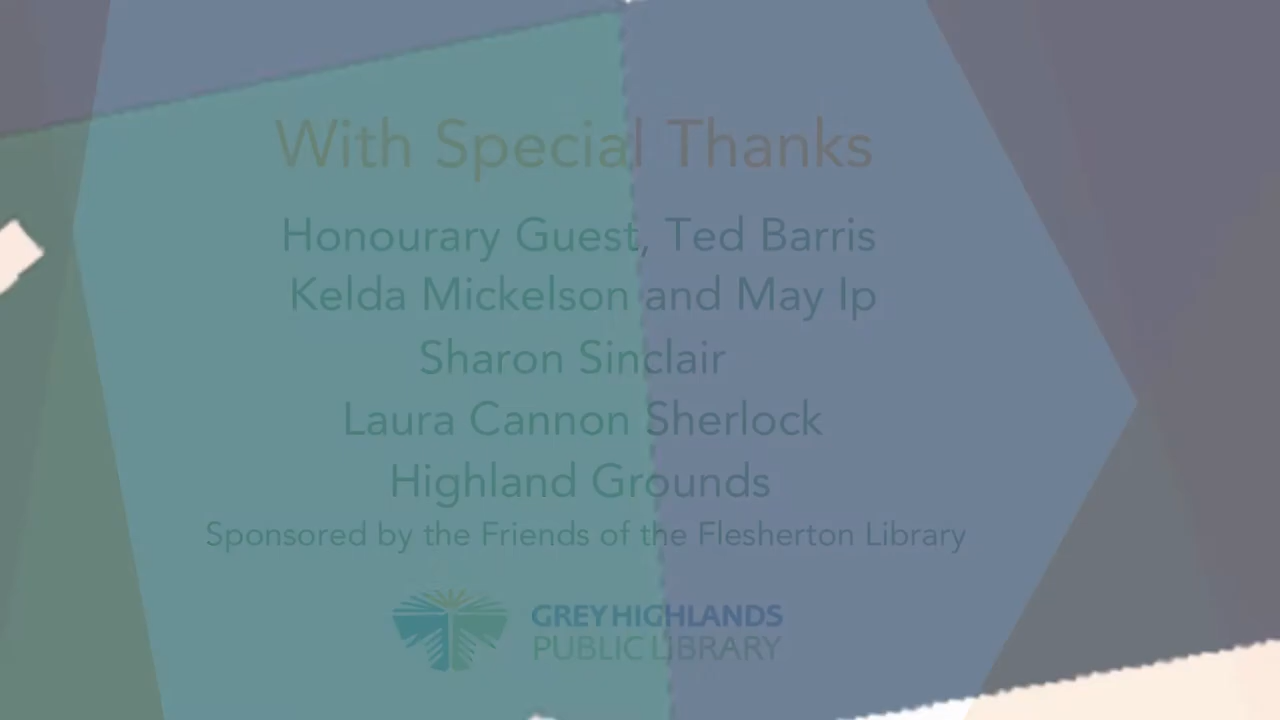 With Special Thanks
Honourary Guest, Ted Barris
Kelda Mickelson and May Ip
Sharon Sinclair
Laura Cannon Sherlock
Highland Grounds
Sponsored by the Friends of the Flesherton Library
GREY HIGHLANDS
PUBLIC LIBRARY